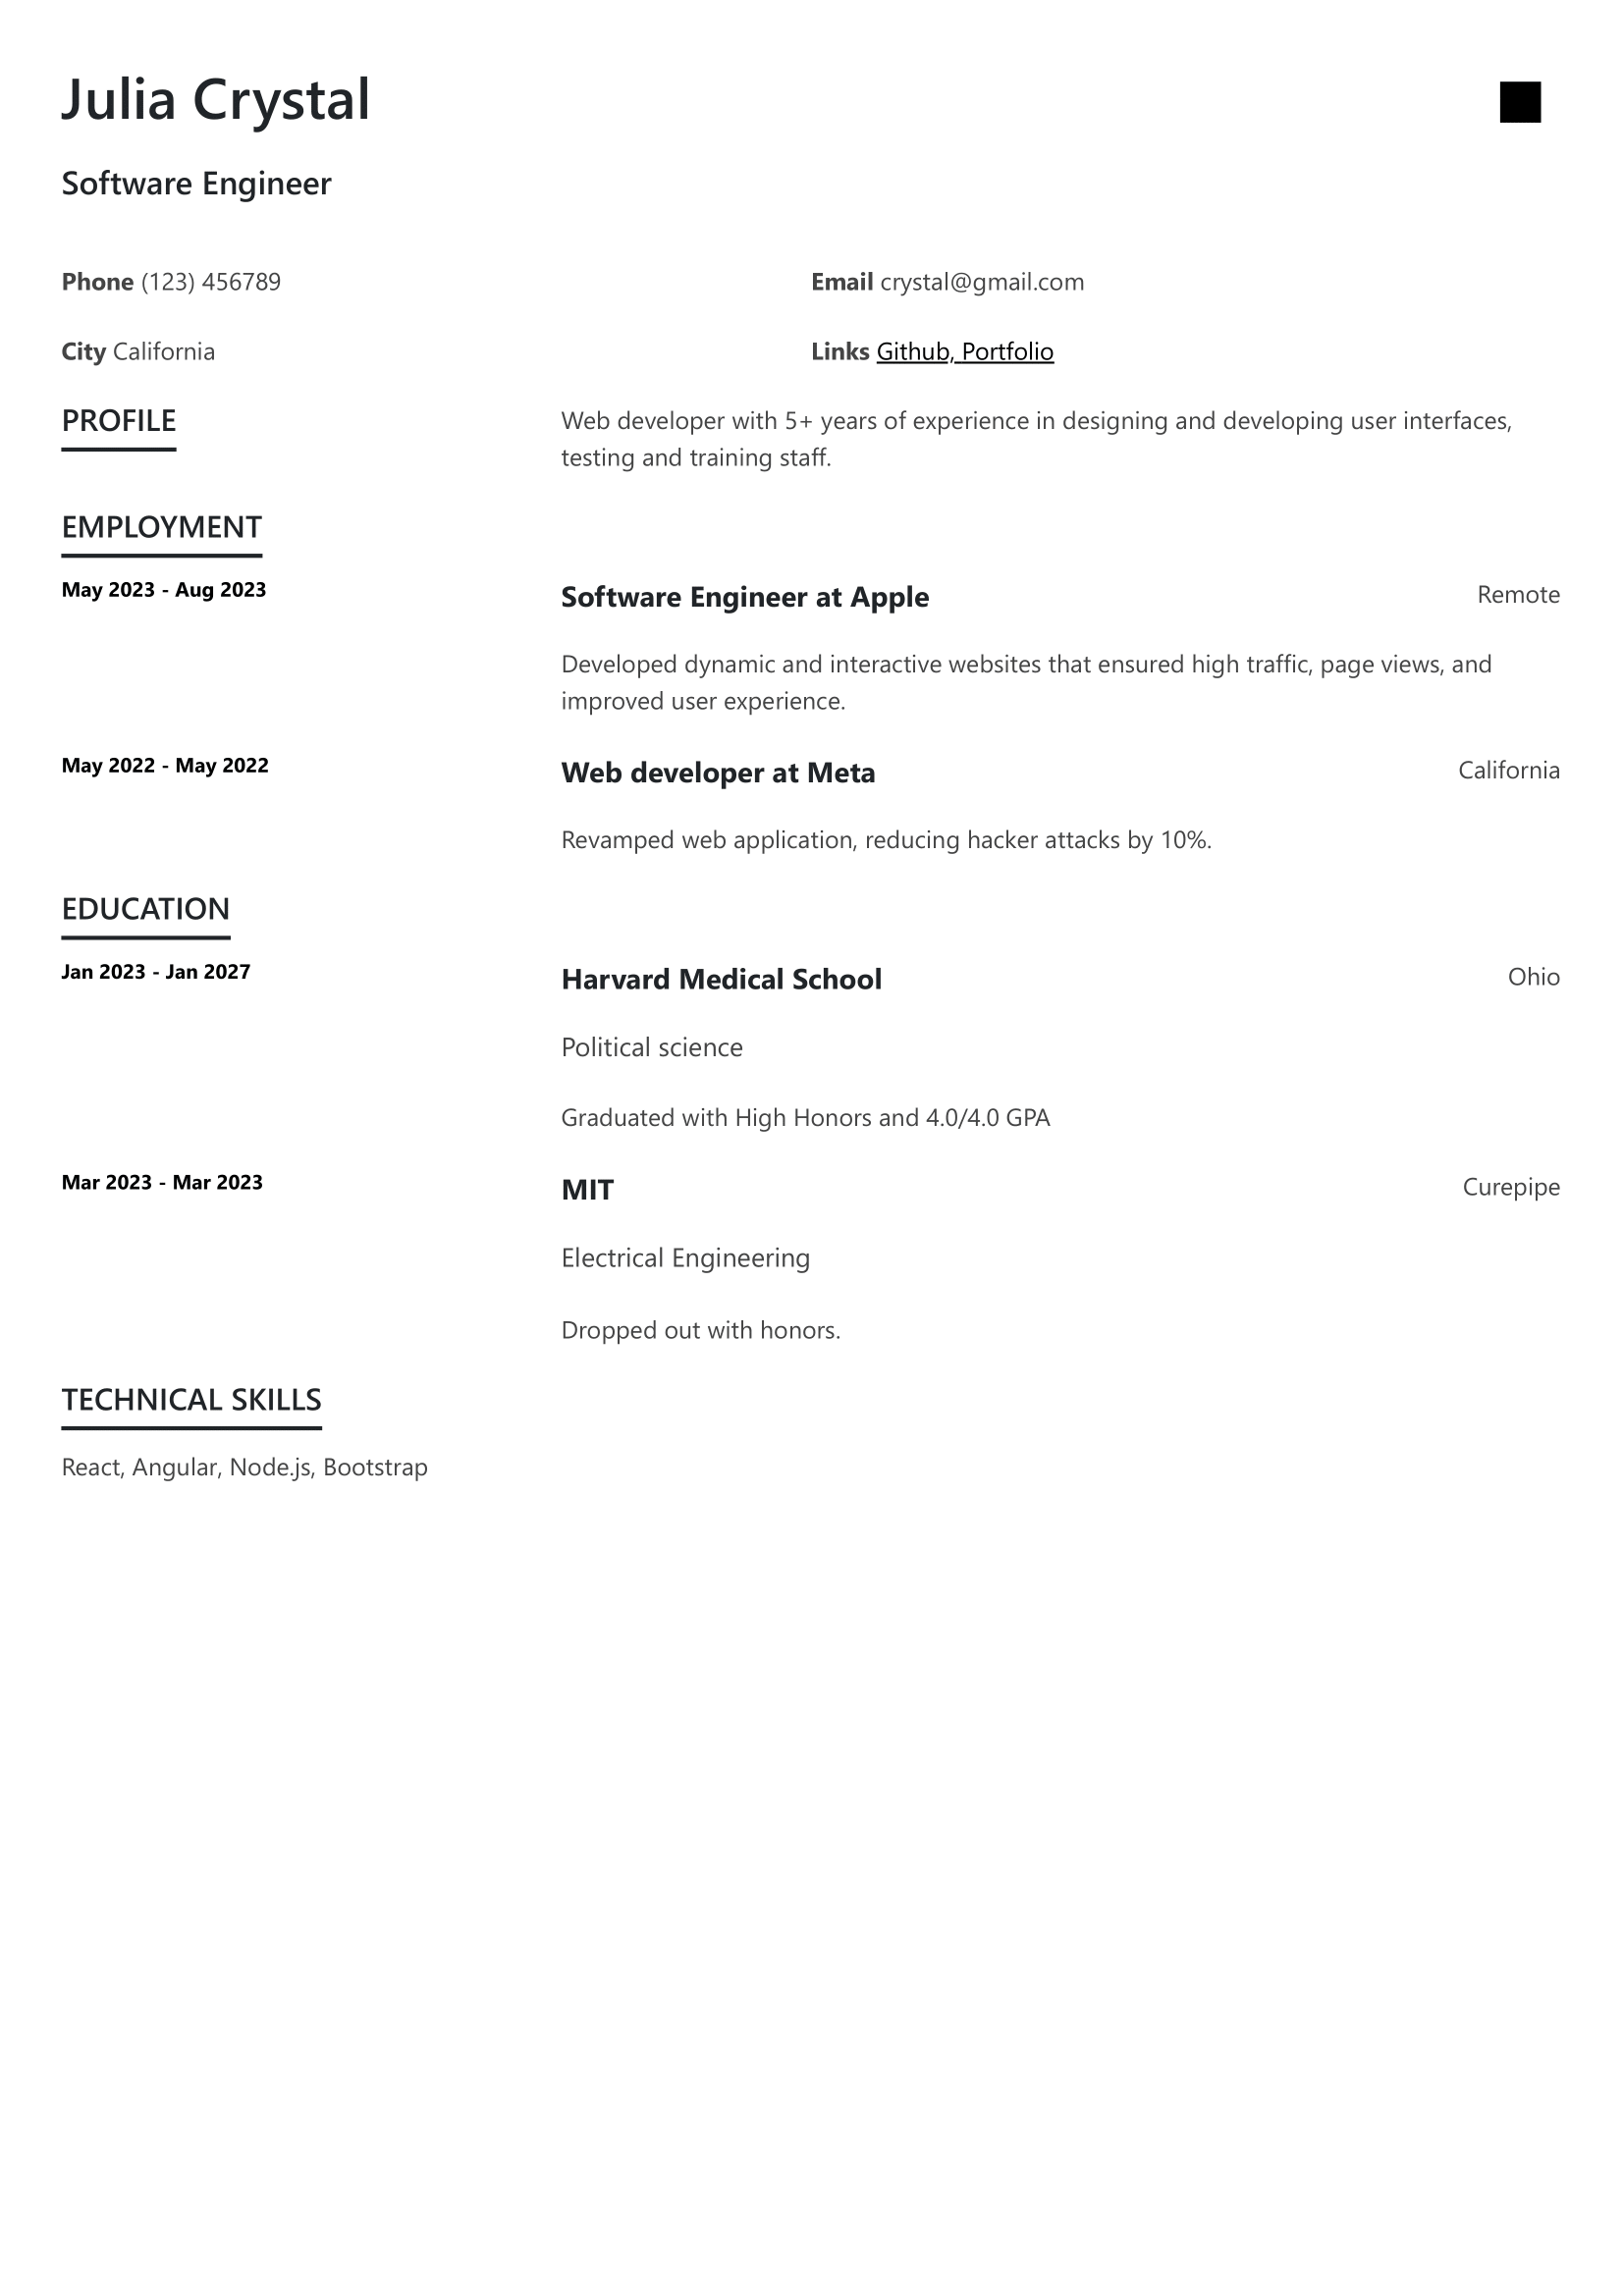 Julia Crystal
Software Engineer
Phone (123) 456789
Email crystal@gmail.com
City California
Links Github, Portfolio
PROFILE
Web developer with 5+ years of experience in designing and developing user interfaces,
testing and training staff.
EMPLOYMENT
May 2023 - Aug 2023
Software Engineer at Apple
Remote
Developed dynamic and interactive websites that ensured high traffic, page views, and
improved user experience.
May 2022 - May 2022
Web developer at Meta
California
Revamped web application, reducing hacker attacks by 10%.
EDUCATION
Jan 2023 - Jan 2027
Harvard Medical School
Ohio
Political science
Graduated with High Honors and 4.0/4.0 GPA
Mar 2023 - Mar 2023
MIT
Curepipe
Electrical Engineering
Dropped out with honors.
TECHNICAL SKILLS
React, Angular, Node.js, Bootstrap